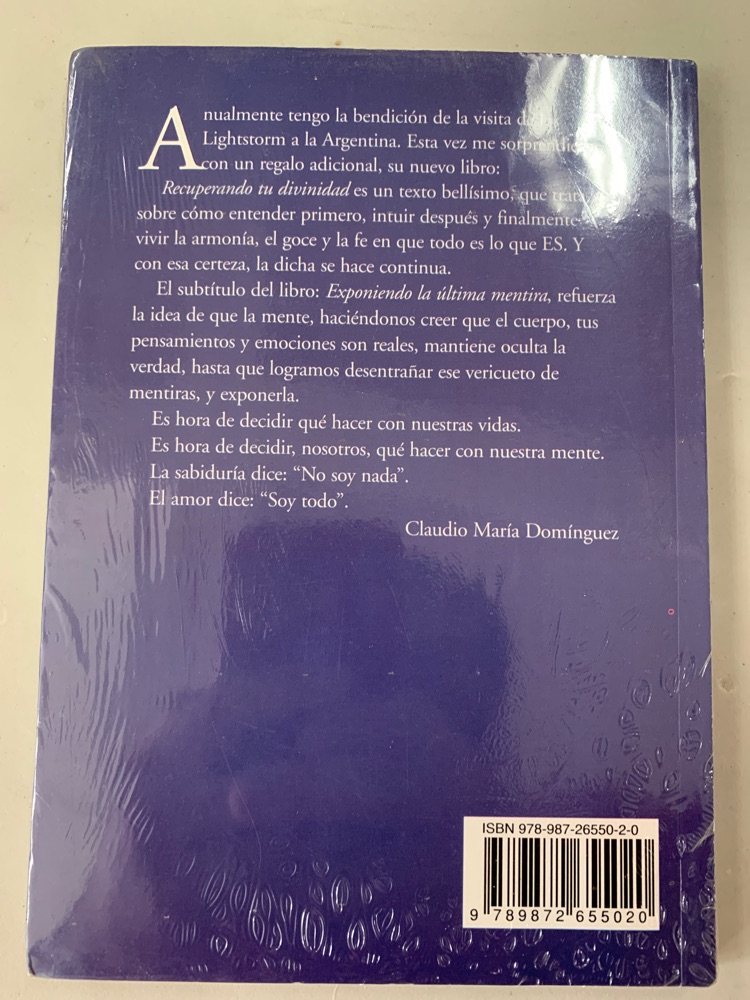 Anualmente tengo la bendición de la visita de
Lightstorm a la Argentina. Esta vez me sorprendió
con un regalo adicional, su nuevo libro:
Recuperando tu divinidad es un texto bellísimo, que trata
sobre cómo entender primero, intuir después y finalmente
vivir la armonía, el goce y la fe en que todo es lo que ES. Y
con esa certeza, la dicha se hace continua.
El subtítulo del libro: Exponiendo la última mentira, refuerza
la idea de que la mente, haciéndonos creer que el cuerpo, tus
pensamientos y emociones son reales, mantiene oculta la
verdad, hasta que logramos desentrañar ese vericueto de
mentiras, y exponerla.
Es hora de decidir qué hacer con nuestras vidas.
Es hora de decidir, nosotros, qué hacer con nuestra mente.
La sabiduría dice: “No soy nada”.
El amor dice: “Soy todo”.
Claudio María Domínguez
ISBN 978-987-26550-2-0
9 789872 655020